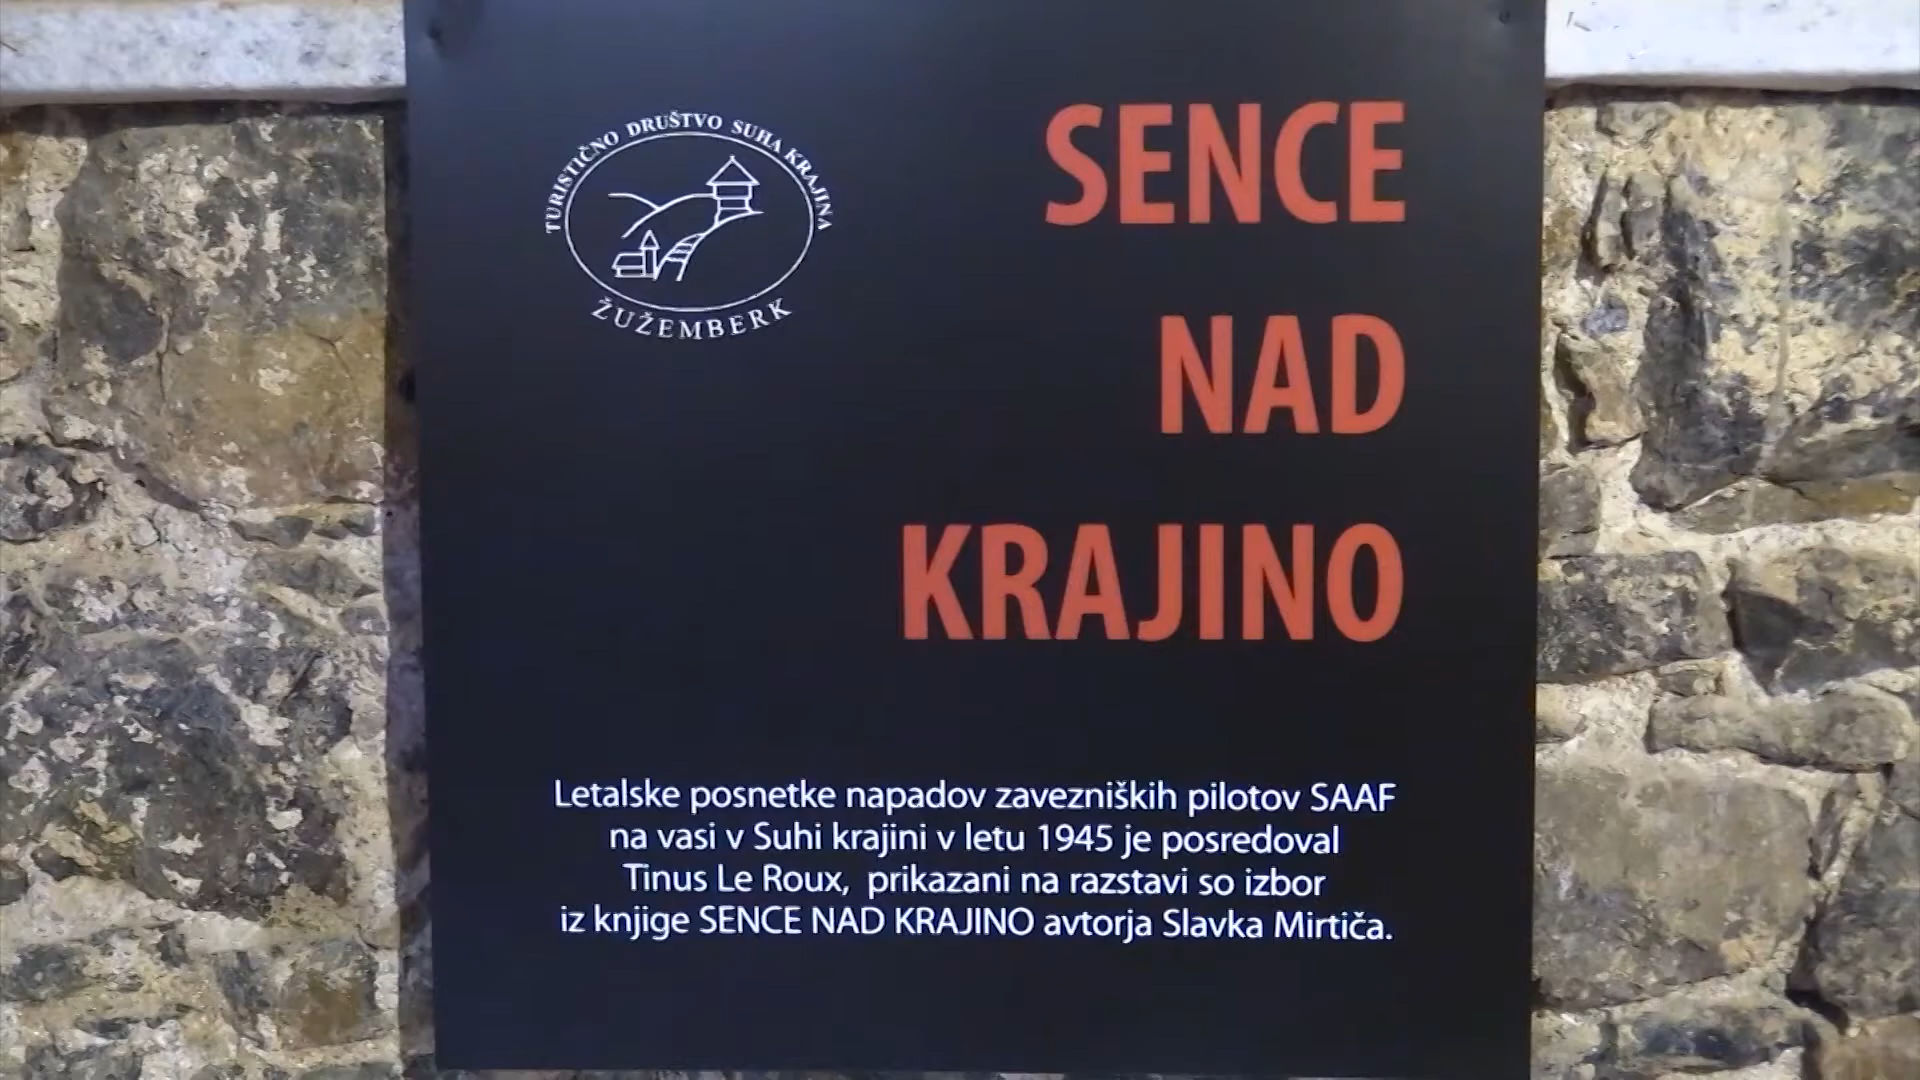 TURISTIČNO DRUŠTVO SUHA KRAJINA
ŽUŽEMBERK
SENCE
NAD
KRAJINO
Letalske posnetke napadov zavezniških pilotov SAAF
na vasi v Suhi krajini v letu 1945 je posredoval
Tinus Le Roux, prikazani na razstavi so izbor
iz knjige SENCE NAD KRAJINO avtorja Slavka Mirtiča.